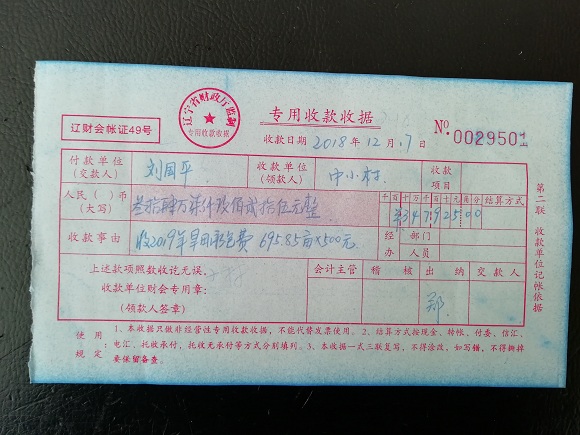 辽宁省财政厅监制
专用收款收据
辽财会帐证49号
专用收款收据
收款日期 2018年12月7日
№ 0029501
付款单位(交款人) 刘国平 收款单位(领款人) 中小村 收款项目
人民( )币(大写) 叁拾肆万柒仟玖佰贰拾伍元整 千百十万千百十元角分 ¥34792500 结算方式
收款事由 收2019年旱田承包费 695.85亩×500元 经办 部门 人员
上述款项照数收讫无误。
收款单位财会专用章:
(领款人签章)
会计主管 稽核 出纳 交款人
郑
第二联 收款单位记帐依据
使用规定
1、本收据只做非经营性专用收款收据,不能代替发票使用。2、结算方式按现金、转帐、付委、信汇、
电汇、托收承付、托收无承付等方式分别填列。3、本收据一式三联复写,不得涂改,如写错,不得撕掉
要保留备查。